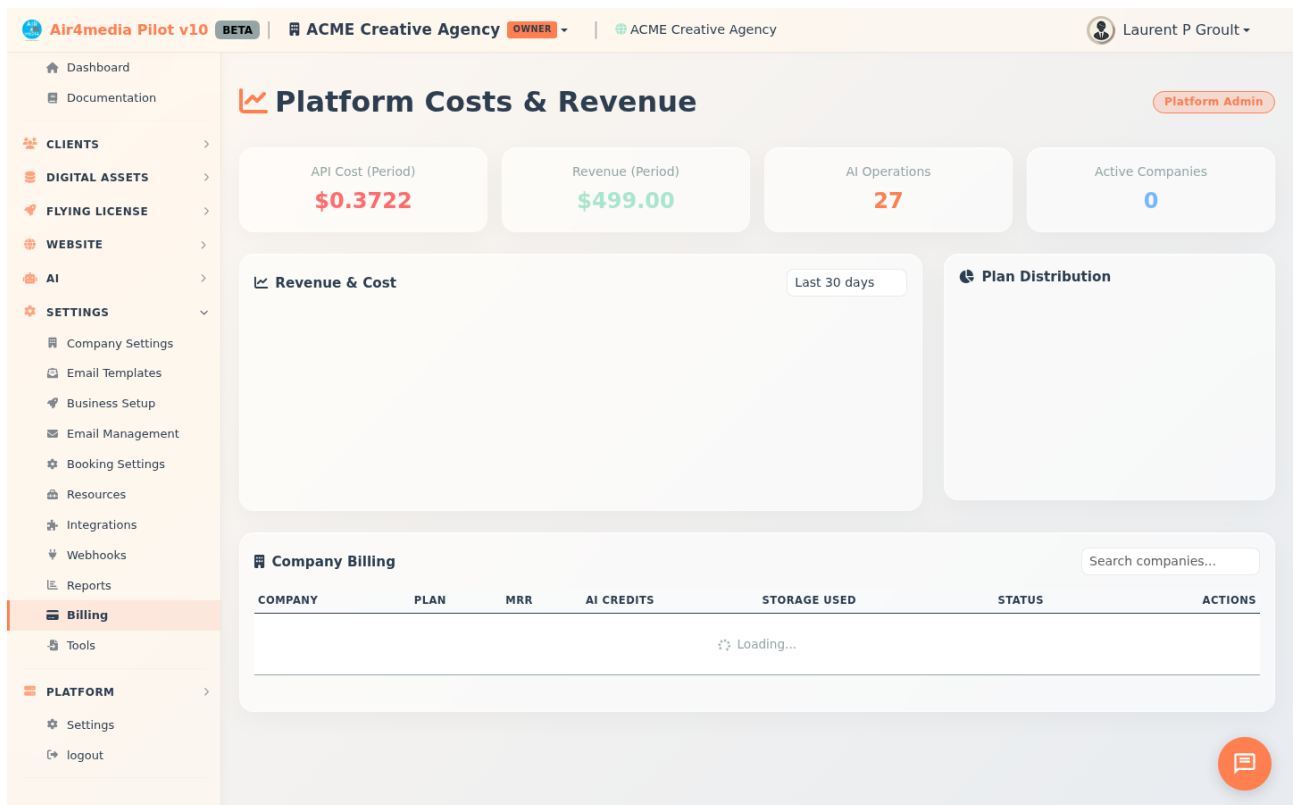 Air4media Pilot v10 BETA | ACME Creative Agency OWNER | ACME Creative Agency Laurent P Groult
Dashboard
Documentation
CLIENTS
DIGITAL ASSETS
FLYING LICENSE
WEBSITE
AI
SETTINGS
Company Settings
Email Templates
Business Setup
Email Management
Booking Settings
Resources
Integrations
Webhooks
Reports
Billing
Tools
PLATFORM
Settings
logout
Platform Costs & Revenue
Platform Admin
API Cost (Period)
$0.3722
Revenue (Period)
$499.00
AI Operations
27
Active Companies
0
Revenue & Cost
Last 30 days
Plan Distribution
Company Billing
Search companies...
COMPANY PLAN MRR AI CREDITS STORAGE USED STATUS ACTIONS
Loading...